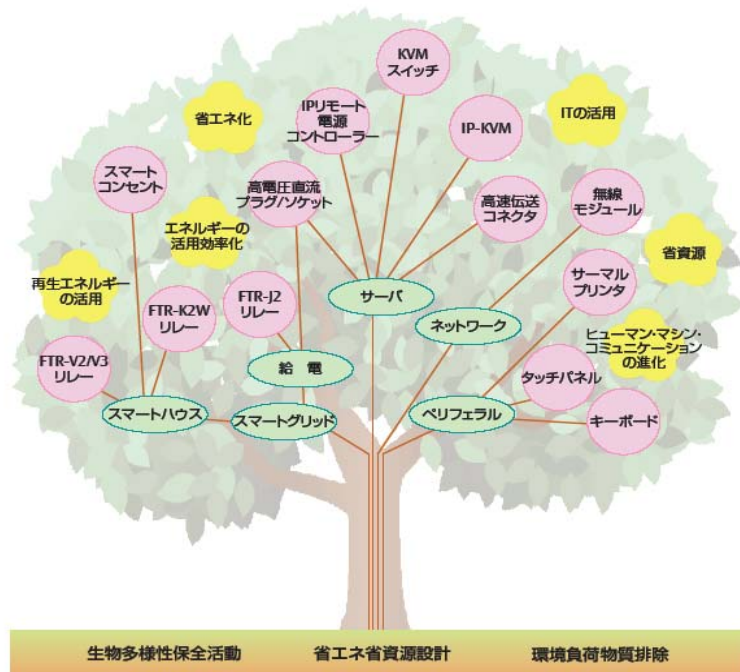 KVM
スイッチ
省エネ化
IPリモート
電源
コントローラー
IP-KVM
ITの活用
スマート
コンセント
高電圧直流
プラグ/ソケット
高速伝送
コネクタ
無線
モジュール
エネルギーの
活用効率化
省資源
再生エネルギー
の活用
FTR-K2W
リレー
FTR-J2
リレー
サーバ
サーマル
プリンタ
ネットワーク
ヒューマン・マシン・
コミュニケーション
の進化
FTR-V2/V3
リレー
給 電
タッチパネル
スマートハウス
スマートグリッド
ペリフェラル
キーボード
生物多様性保全活動
省エネ省資源設計
環境負荷物質排除